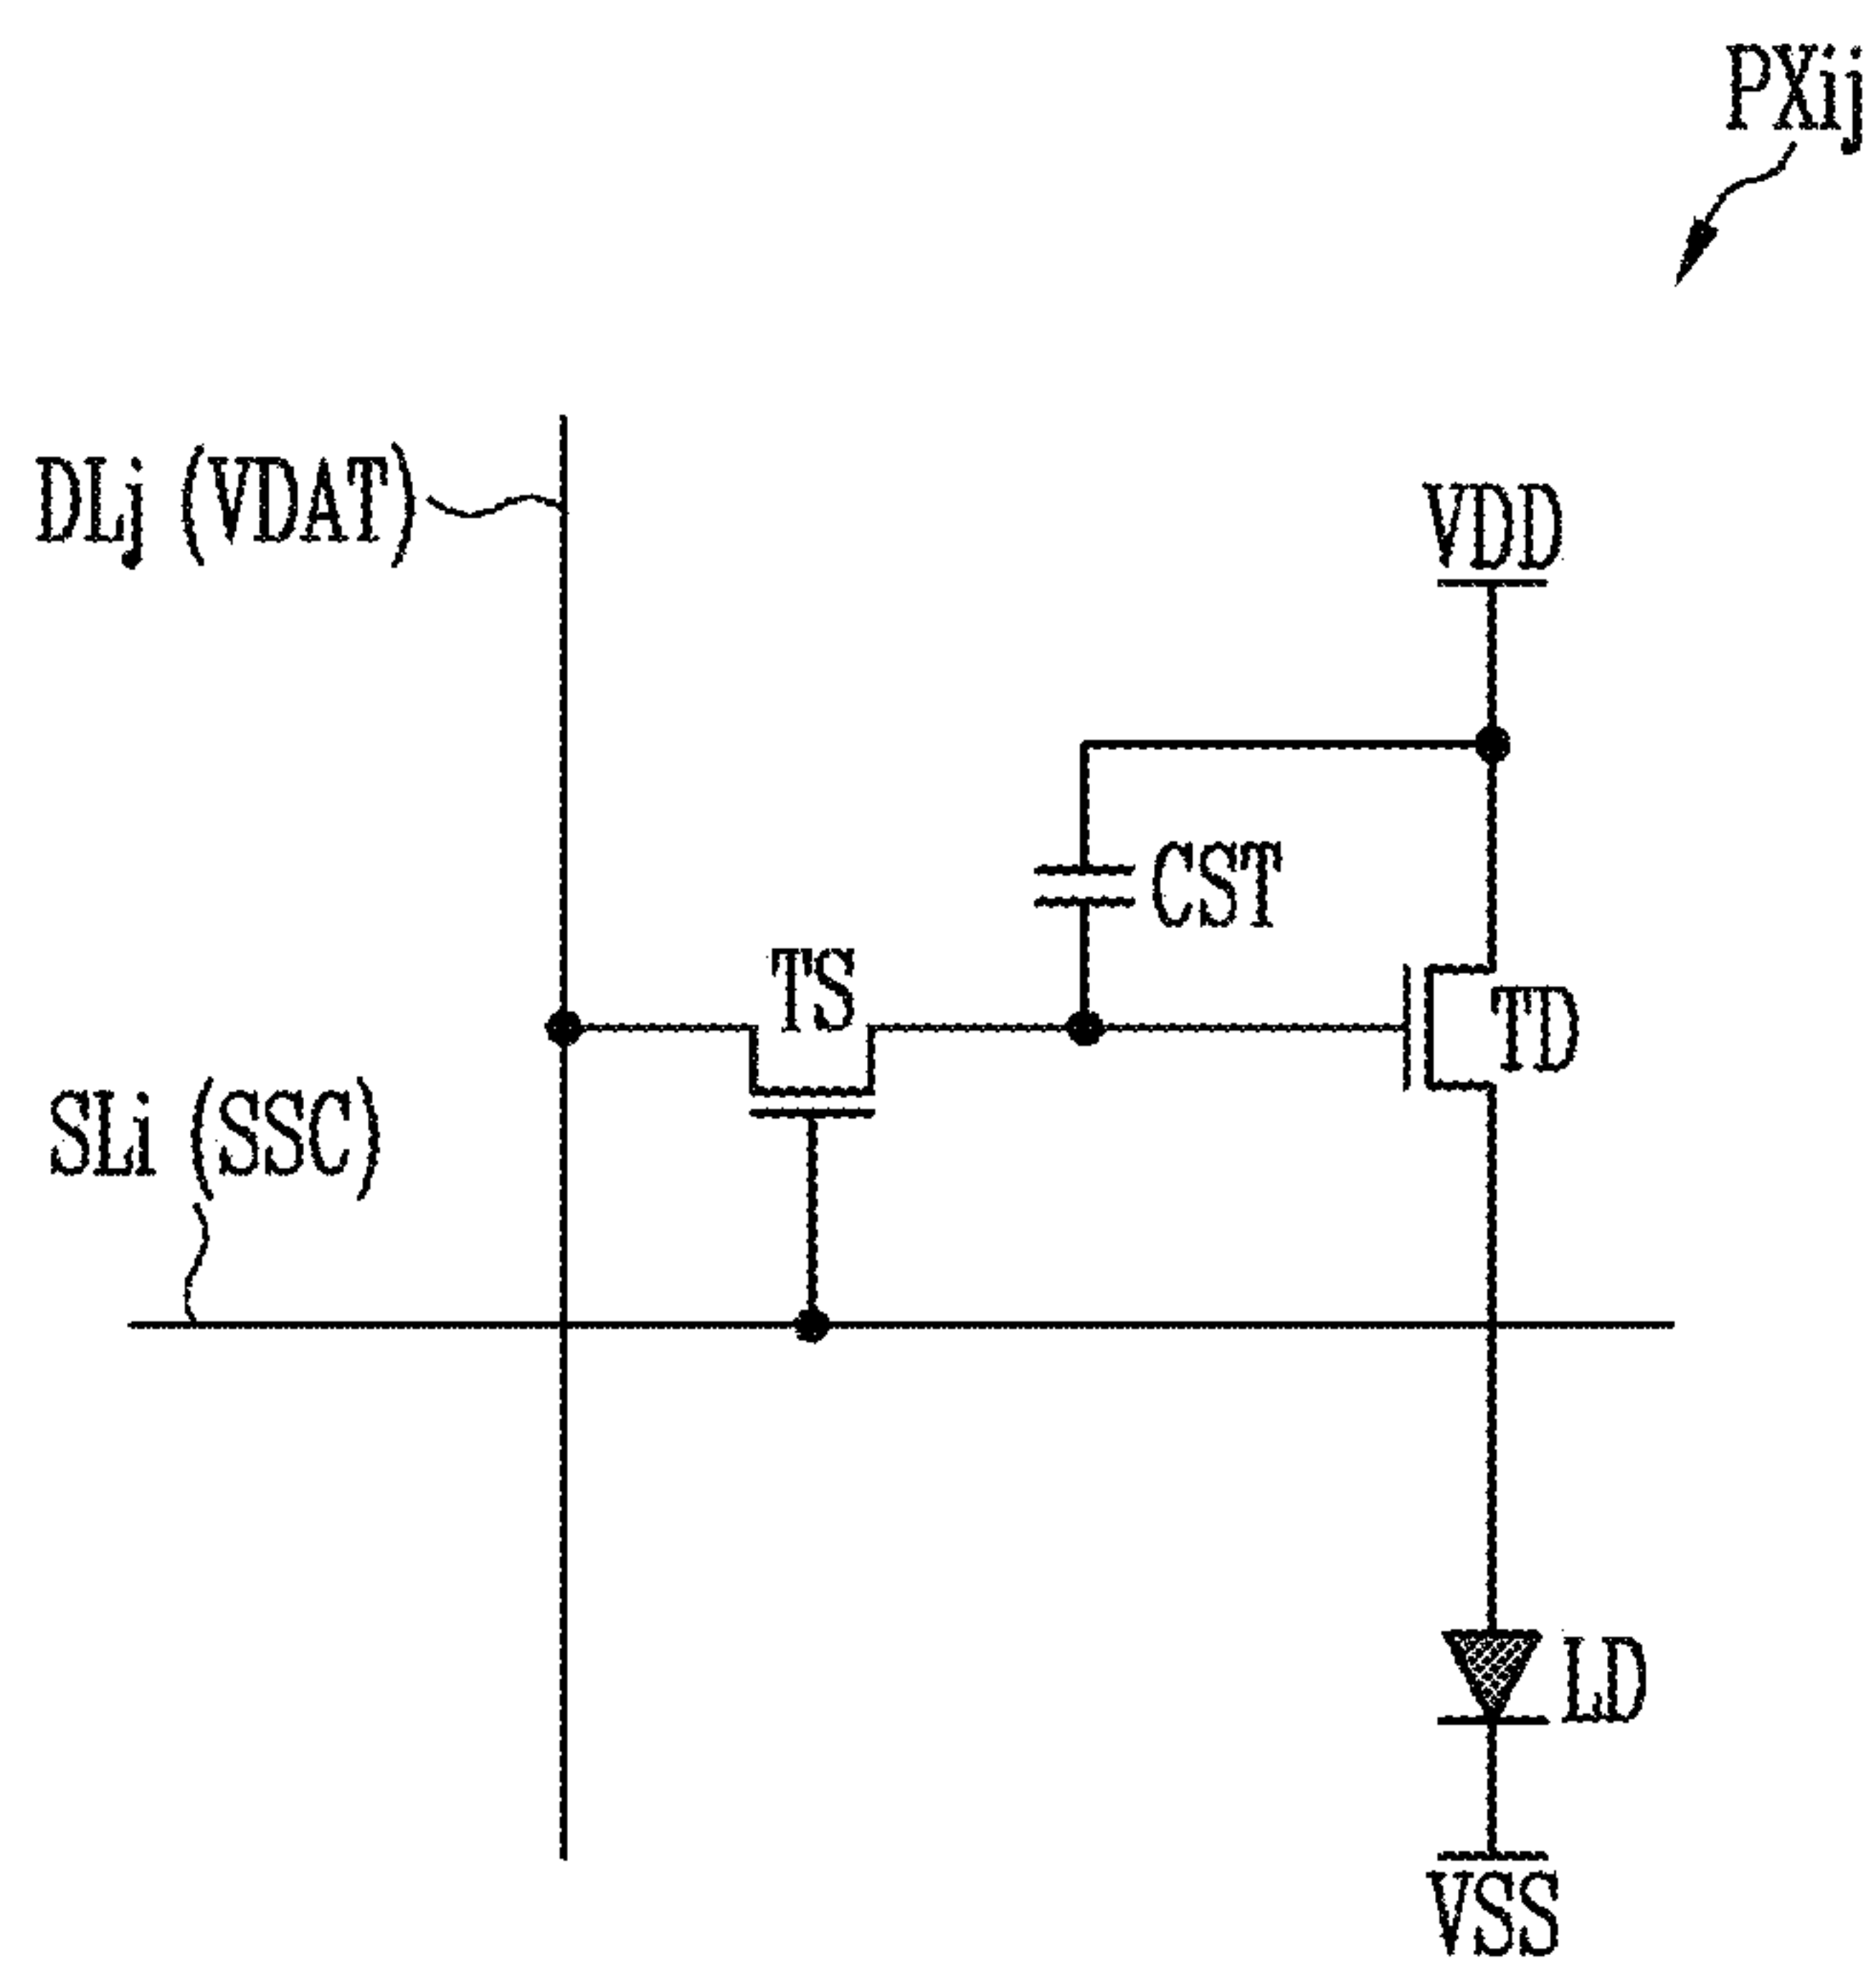 PXij
DLj (VDAT)
VDD
CST
TS
TD
SLi (SSC)
LD
VSS